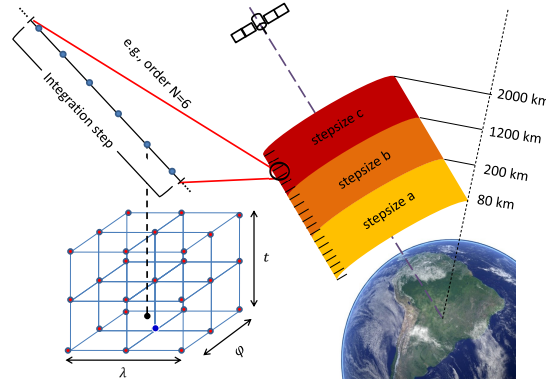 e.g., order N=6
Integration step
stepsize c
stepsize b
stepsize a
2000 km
1200 km
200 km
80 km
t
φ
λ